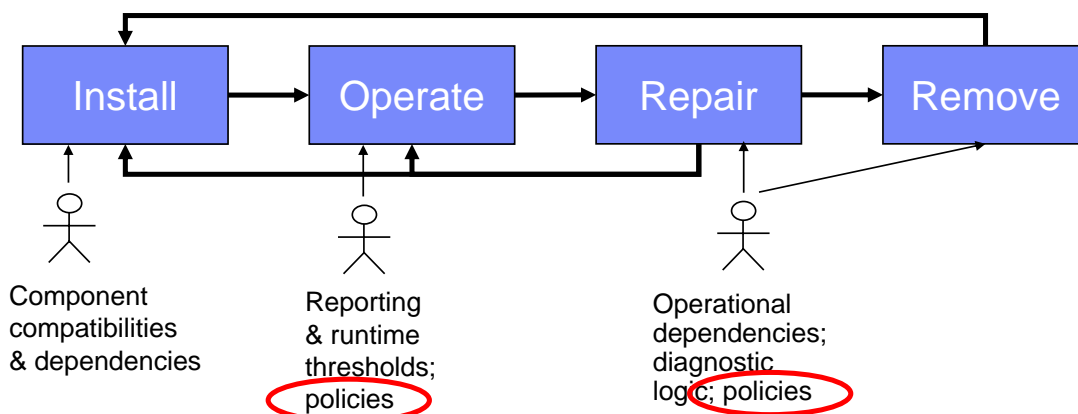 Install
Operate
Repair
Remove
Component
compatibilities
& dependencies
Reporting
& runtime
thresholds;
policies
Operational
dependencies;
diagnostic
logic; policies